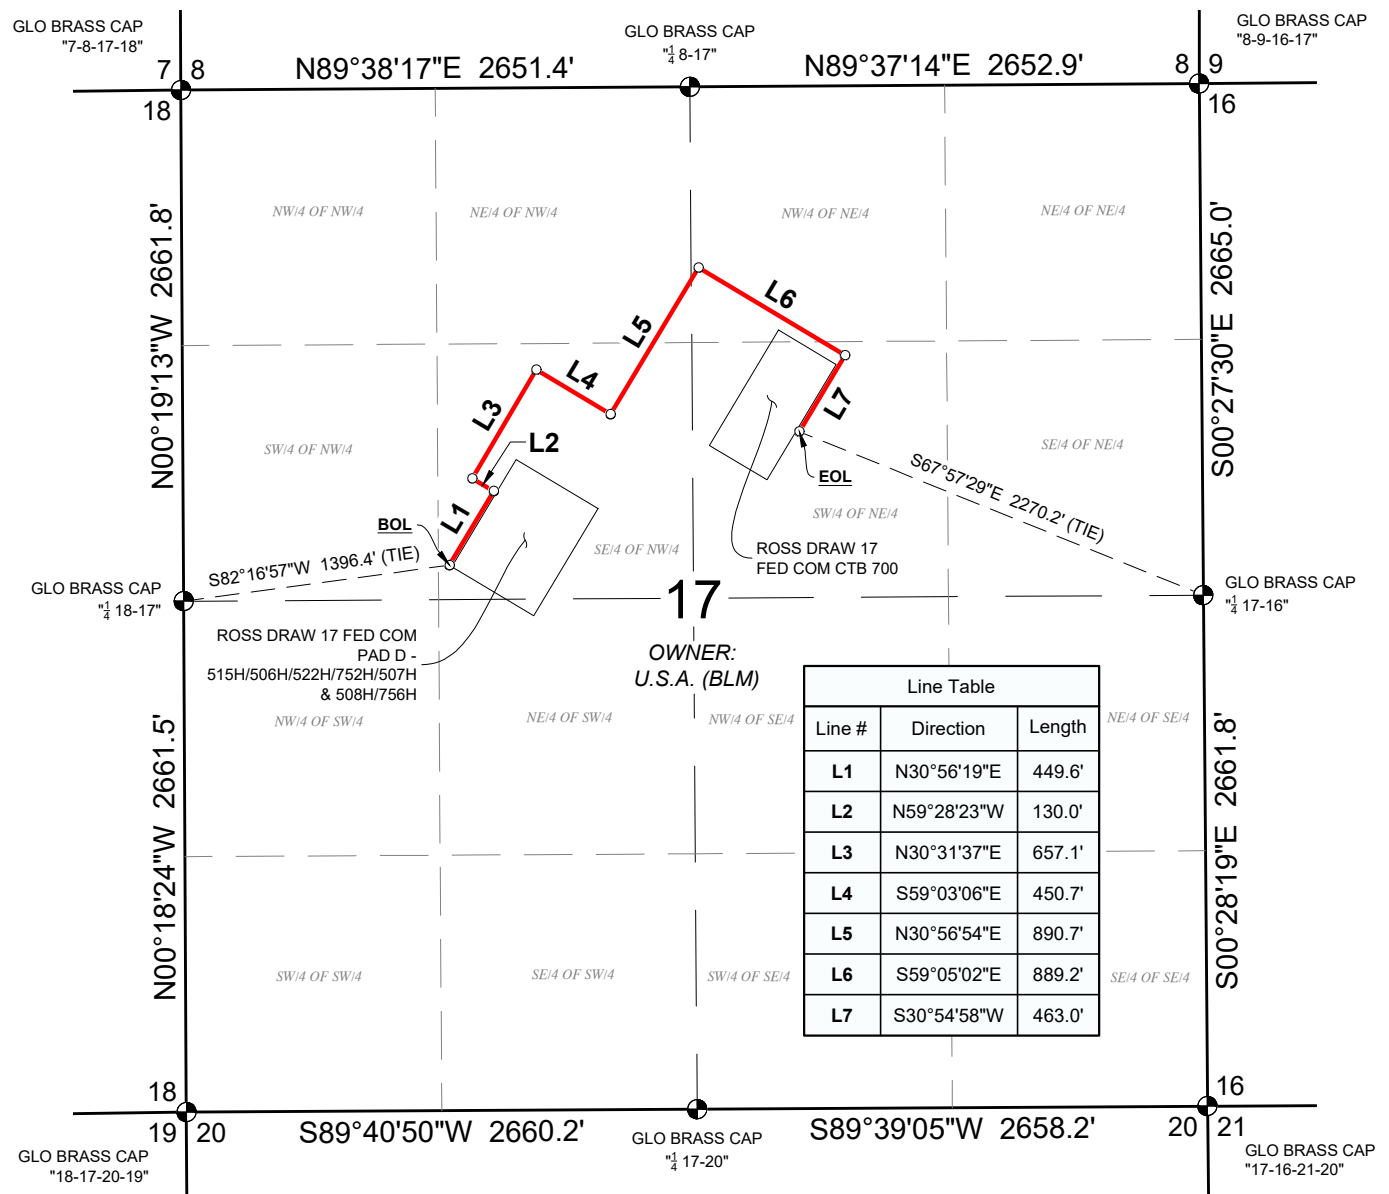 GLO BRASS CAP
"7-8-17-18"
GLO BRASS CAP
"1/4 8-17"
GLO BRASS CAP
"8-9-16-17"
7 8
18
N89°38'17"E 2651.4'
N89°37'14"E 2652.9'
8 9
16
NW/4 OF NW/4
NE/4 OF NW/4
NW/4 OF NE/4
NE/4 OF NE/4
N00°19'13"W 2661.8'
S00°27'30"E 2665.0'
L6
L5
L4
L7
L3
L2
SW/4 OF NW/4
SE/4 OF NE/4
S67°57'29"E 2270.2' (TIE)
EOL
SW/4 OF NE/4
L1
BOL
SE/4 OF NW/4
ROSS DRAW 17
FED COM CTB 700
S82°16'57"W 1396.4' (TIE)
GLO BRASS CAP
"1/4 18-17"
GLO BRASS CAP
"1/4 17-16"
17
OWNER:
U.S.A. (BLM)
ROSS DRAW 17 FED COM
PAD D -
515H/506H/522H/752H/507H
& 508H/756H
NW/4 OF SW/4
NE/4 OF SW/4
NW/4 OF SE/4
NE/4 OF SE/4
Line Table
Line # Direction Length
L1 N30°56'19"E 449.6'
L2 N59°28'23"W 130.0'
L3 N30°31'37"E 657.1'
L4 S59°03'06"E 450.7'
L5 N30°56'54"E 890.7'
L6 S59°05'02"E 889.2'
L7 S30°54'58"W 463.0'
N00°18'24"W 2661.5'
S00°28'19"E 2661.8'
SW/4 OF SW/4
SE/4 OF SW/4
SW/4 OF SE/4
SE/4 OF SE/4
18
19 20
S89°40'50"W 2660.2'
S89°39'05"W 2658.2'
16
20 21
GLO BRASS CAP
"18-17-20-19"
GLO BRASS CAP
"1/4 17-20"
GLO BRASS CAP
"17-16-21-20"